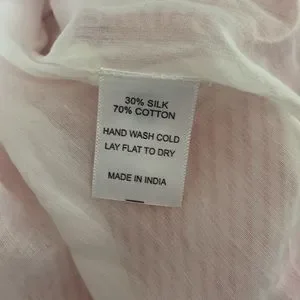 30% SILK
70% COTTON
HAND WASH COLD
LAY FLAT TO DRY
MADE IN INDIA